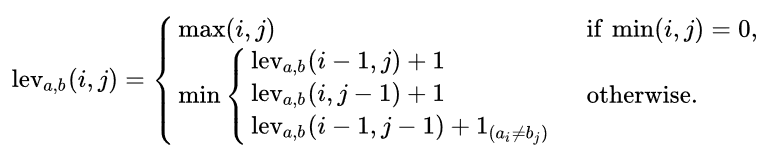 max(i, j) if min(i, j) = 0,
lev_{a,b}(i − 1, j) + 1
lev_{a,b}(i, j) = { min { lev_{a,b}(i, j − 1) + 1 otherwise.
lev_{a,b}(i − 1, j − 1) + 1_{(a_i≠b_j)}